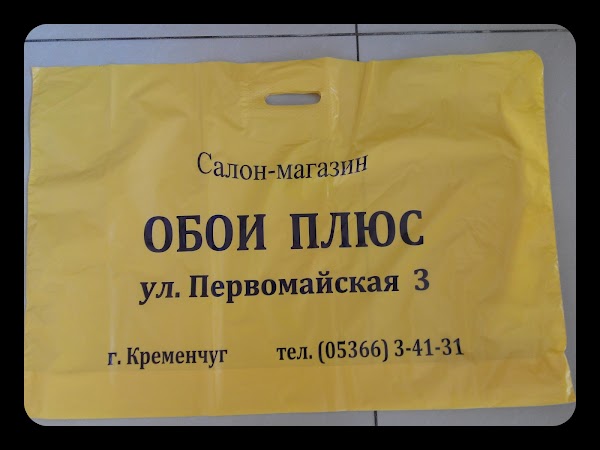 Салон-магазин
ОБОИ ПЛЮС
ул. Первомайская 3
г. Кременчуг тел. (05366) 3-41-31